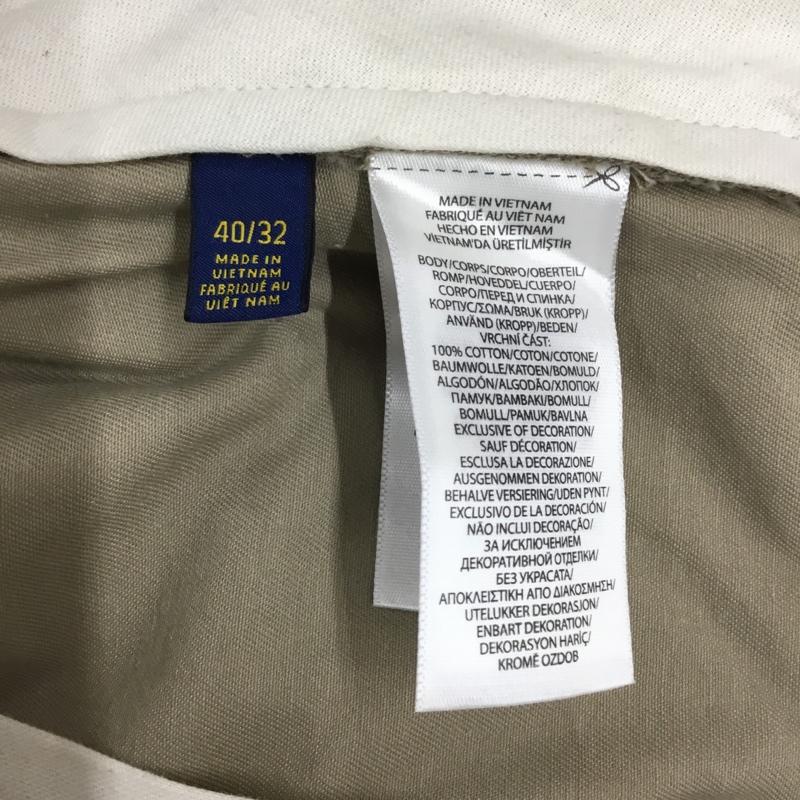 40/32
MADE IN
VIETNAM
FABRIQUÉ AU
VIÊT NAM
MADE IN VIETNAM
FABRIQUÉ AU VIÊT NAM
HECHO EN VIETNAM
VIETNAM'DA ÜRETİLMİŞTİR
BODY/CORPS/CORPO/OBERTEIL/
ROMP/HOVEDDEL/CUERPO/
CORPO/ПЕРЕД И СПИНКА/
КОРПУС/ΣΩΜΑ/BRUK (KROPP)/
ANVÄND (KROPP)/BEDEN/
VRCHNÍ ČÁST:
100% COTTON/COTON/COTONE/
BAUMWOLLE/KATOEN/BOMULD/
ALGODÓN/ALGODÃO/ХЛОПОК/
ПАМУК/ΒΑΜΒΑΚΙ/BOMULL/
BOMULL/PAMUK/BAVLNA
EXCLUSIVE OF DECORATION/
SAUF DÉCORATION/
ESCLUSA LA DECORAZIONE/
AUSGENOMMEN DEKORATION/
BEHALVE VERSIERING/UDEN PYNT/
EXCLUSIVO DE LA DECORACIÓN/
NÃO INCLUI DECORAÇÃO/
ЗА ИСКЛЮЧЕНИЕМ
ДЕКОРАТИВНОЙ ОТДЕЛКИ/
БЕЗ УКРАСАТА/
ΑΠΟΚΛΕΙΣΤΙΚΗ ΑΠΟ ΔΙΑΚΟΣΜΗΣΗ/
UTELUKKER DEKORASJON/
ENBART DEKORATION/
DEKORASYON HARİÇ/
KROMĚ OZDOB